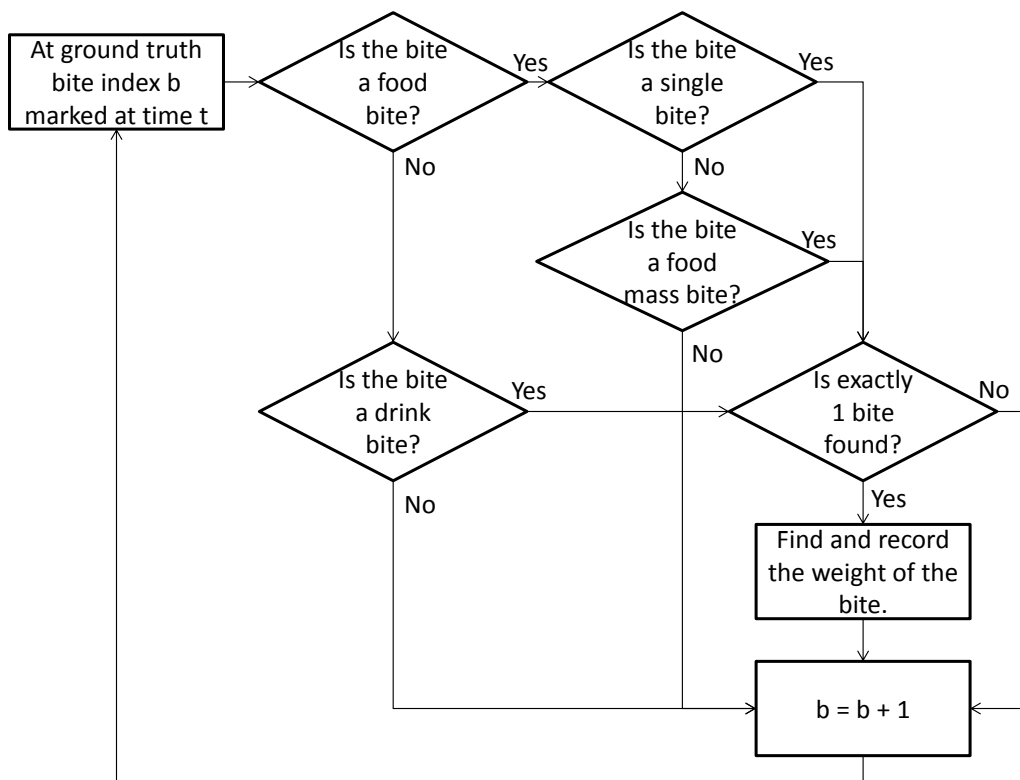 At ground truth
bite index b
marked at time t
Is the bite
a food
bite?
Yes
No
Is the bite
a single
bite?
Yes
No
Is the bite
a food
mass bite?
Yes
No
Is the bite
a drink
bite?
Yes
No
Is exactly
1 bite
found?
No
Yes
Find and record
the weight of the
bite.
b = b + 1